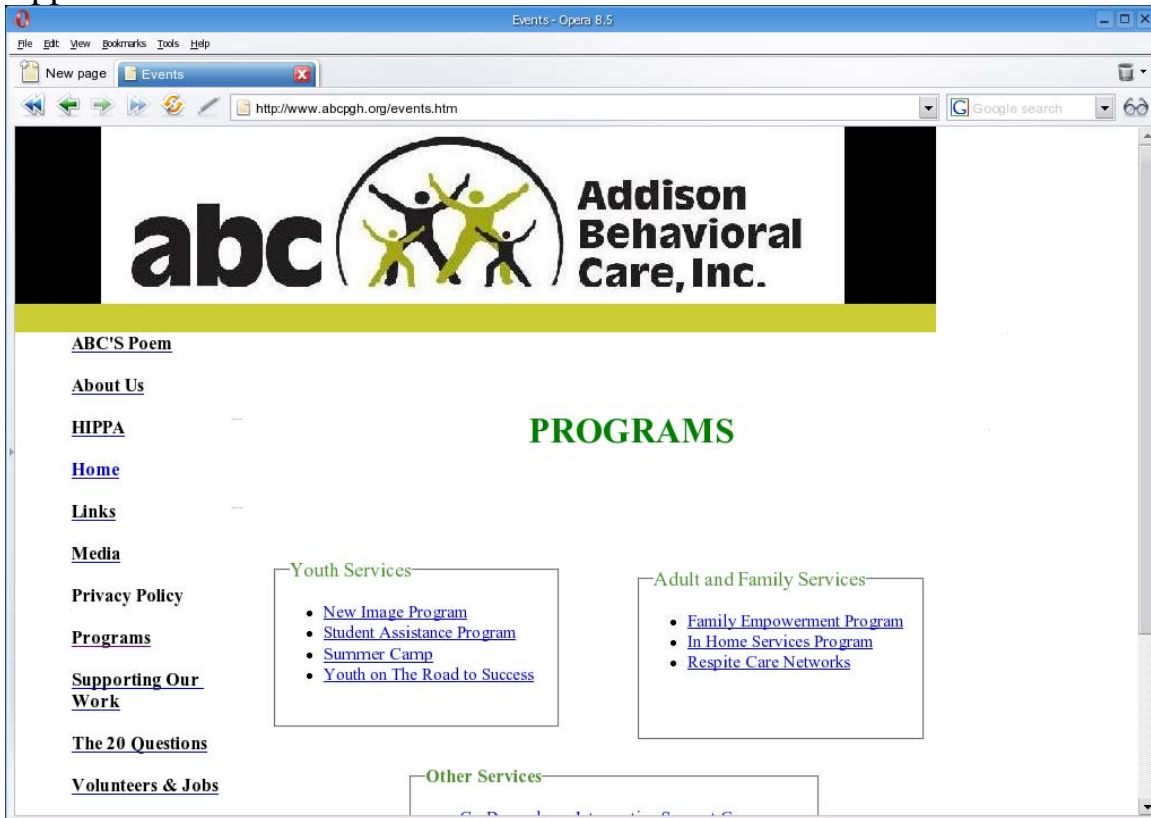 Events - Opera 8.5
File Edit View Bookmarks Tools Help
New page Events
http://www.abcpgh.org/events.htm Google search
abc
Addison
Behavioral
Care, Inc.
ABC'S Poem
About Us
HIPPA
Home
Links
Media
Privacy Policy
Programs
Supporting Our
Work
The 20 Questions
Volunteers & Jobs
PROGRAMS
Youth Services
New Image Program
Student Assistance Program
Summer Camp
Youth on The Road to Success
Adult and Family Services
Family Empowerment Program
In Home Services Program
Respite Care Networks
Other Services